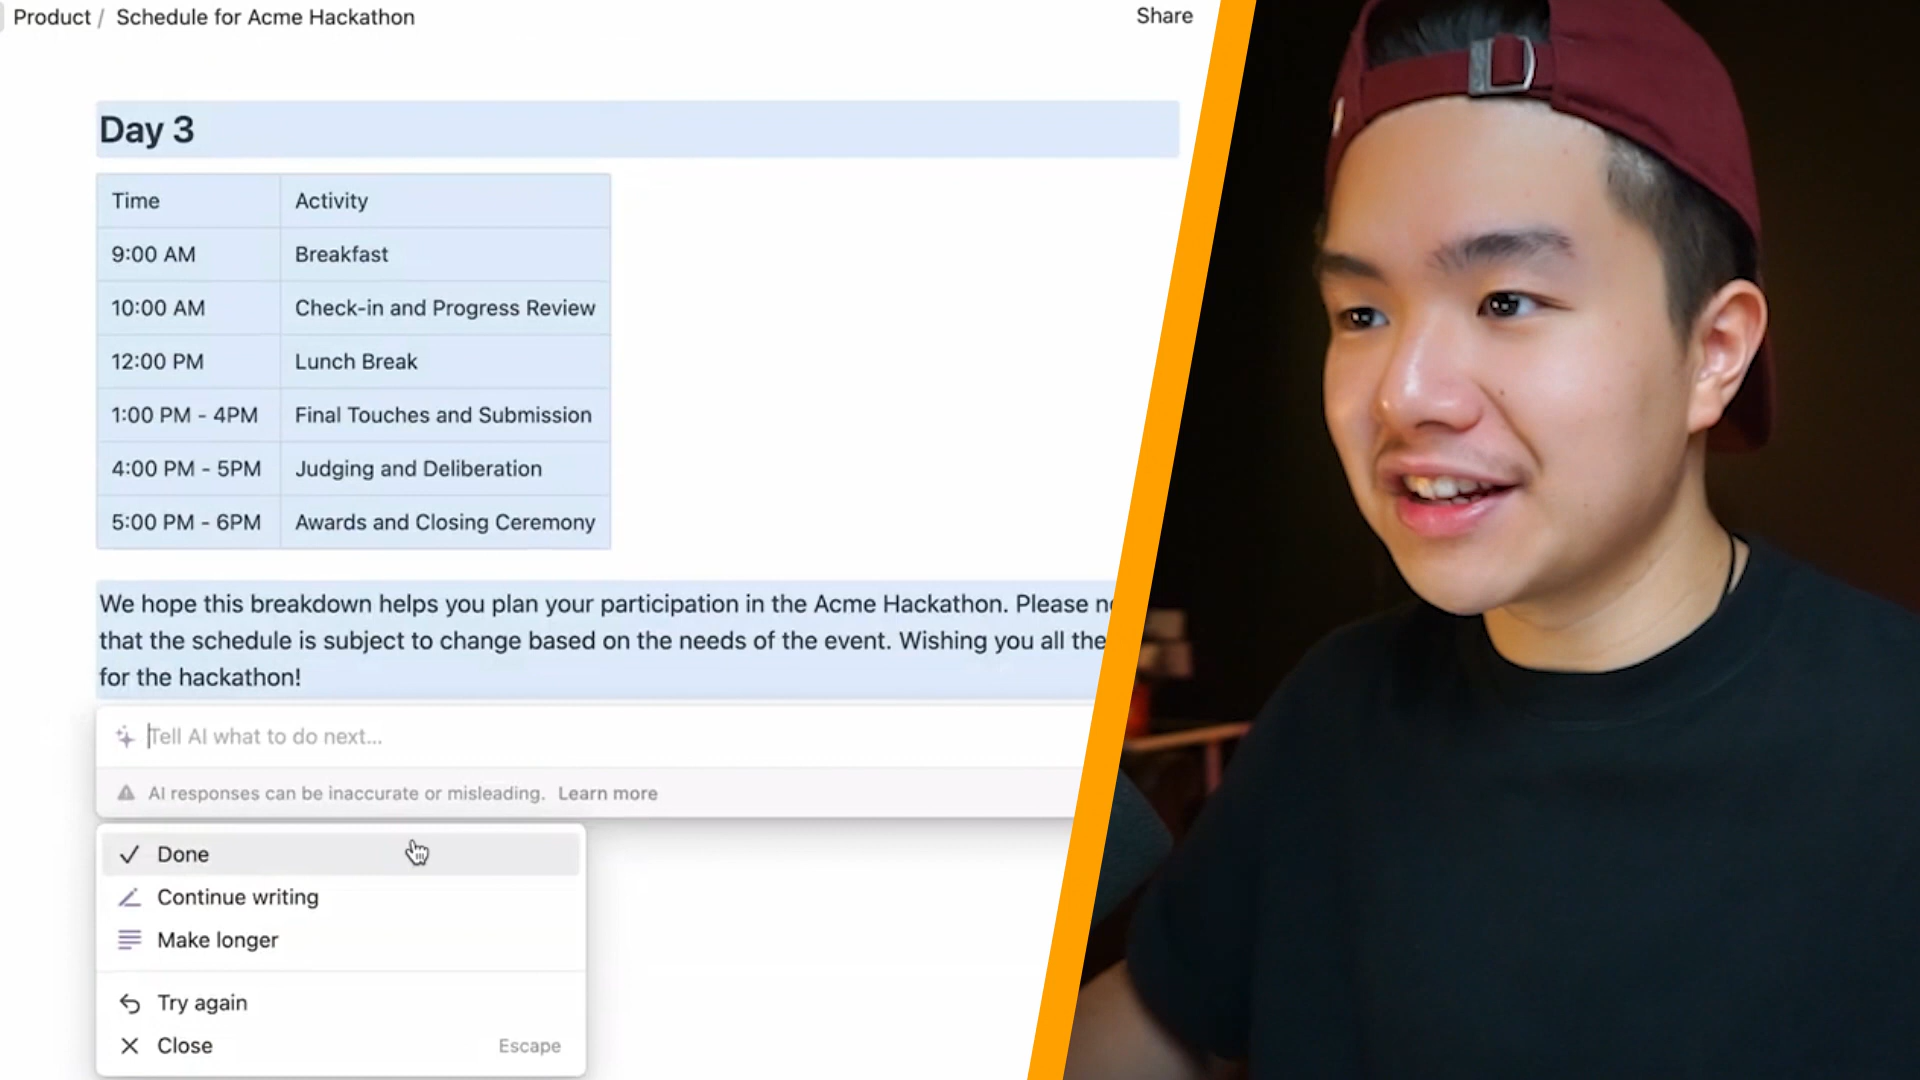 Product / Schedule for Acme Hackathon
Share
Day 3
Time Activity
9:00 AM Breakfast
10:00 AM Check-in and Progress Review
12:00 PM Lunch Break
1:00 PM - 4PM Final Touches and Submission
4:00 PM - 5PM Judging and Deliberation
5:00 PM - 6PM Awards and Closing Ceremony
We hope this breakdown helps you plan your participation in the Acme Hackathon. Please
that the schedule is subject to change based on the needs of the event. Wishing you all the
for the hackathon!
Tell AI what to do next...
AI responses can be inaccurate or misleading. Learn more
Done
Continue writing
Make longer
Try again
Close Escape